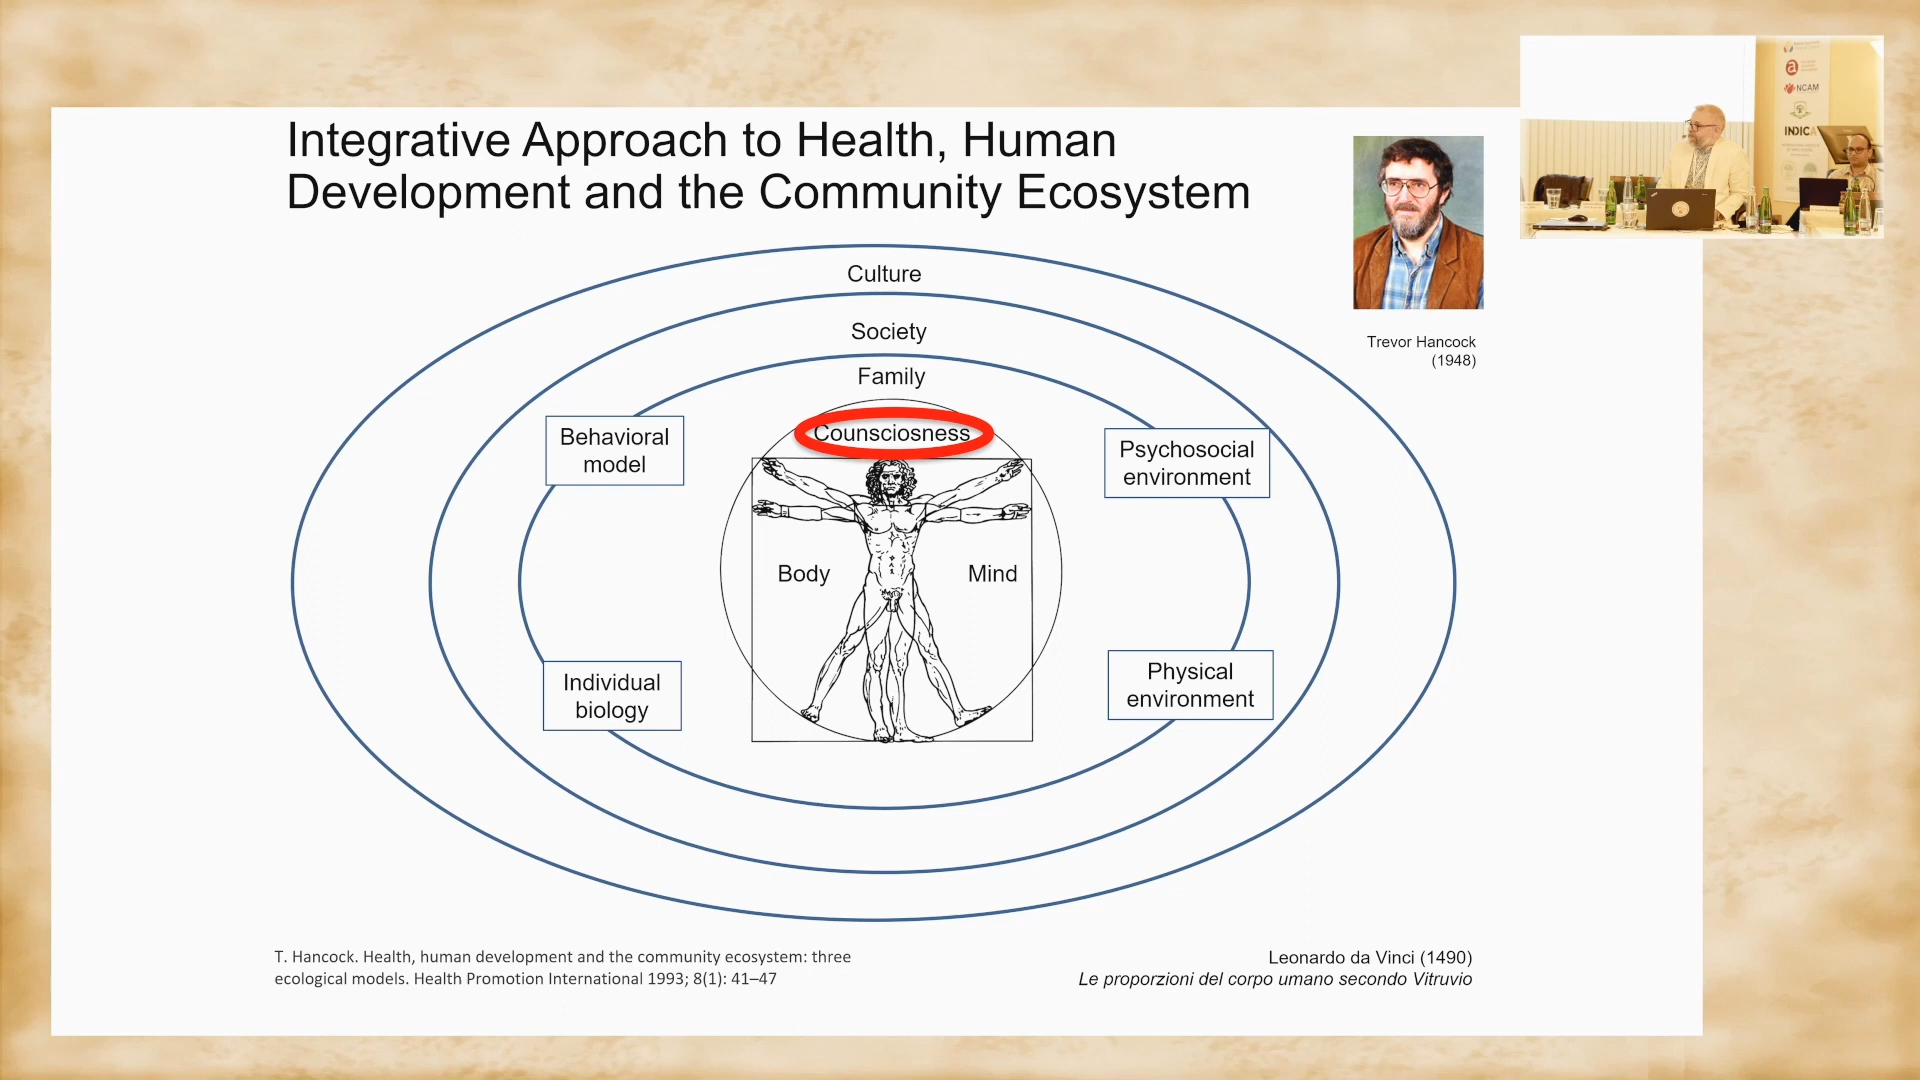 Integrative Approach to Health, Human
Development and the Community Ecosystem
Trevor Hancock
(1948)
Culture
Society
Family
Counsciosness
Behavioral
model
Psychosocial
environment
Body
Mind
Individual
biology
Physical
environment
T. Hancock. Health, human development and the community ecosystem: three
ecological models. Health Promotion International 1993; 8(1): 41–47
Leonardo da Vinci (1490)
Le proporzioni del corpo umano secondo Vitruvio
a
NCAM
INDICA